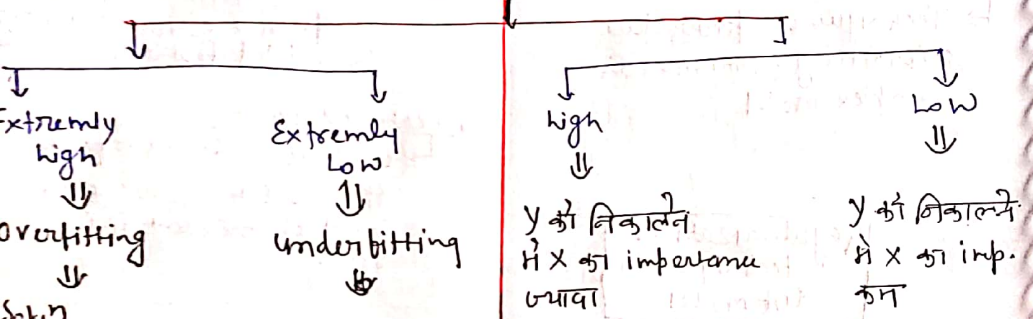 Extremly
high
Overfitting
Extremly
Low
underfitting
high
y को निकालने
मे x का importance
ज्यादा
Low
y को निकालने
मे x का imp.
कम